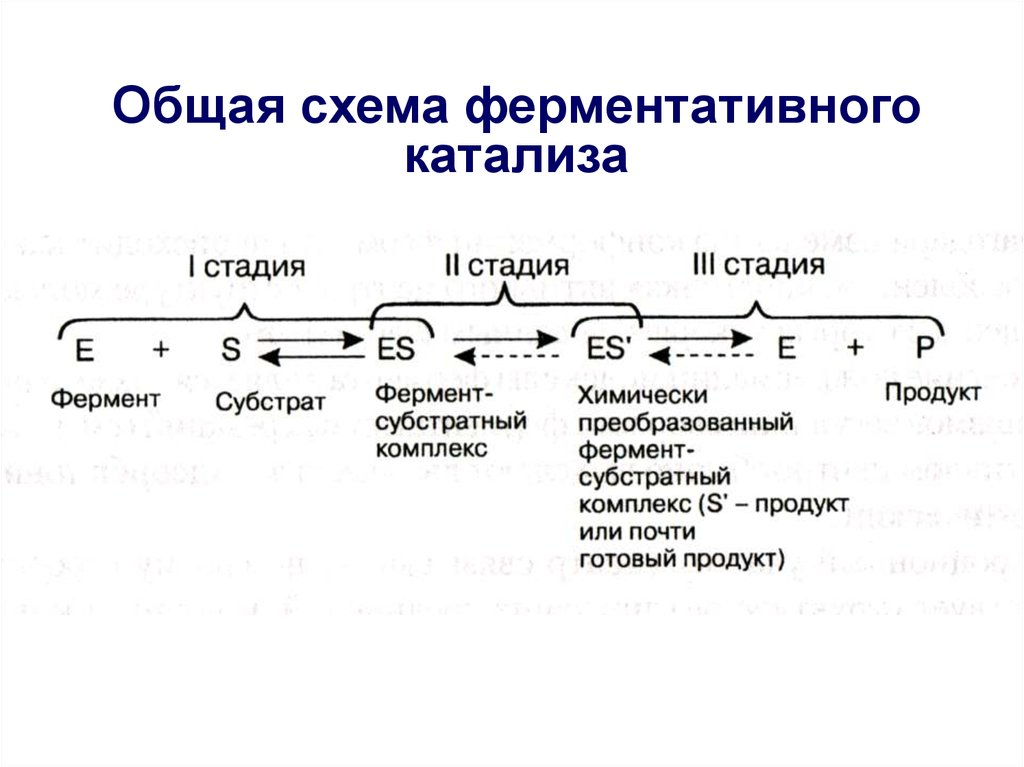 Общая схема ферментативного
катализа
I стадия II стадия III стадия
E + S ES ES' E + P
Фермент Субстрат Фермент-
субстратный
комплекс
Химически
преобразованный
фермент-
субстратный
комплекс (S' – продукт
или почти
готовый продукт)
Продукт